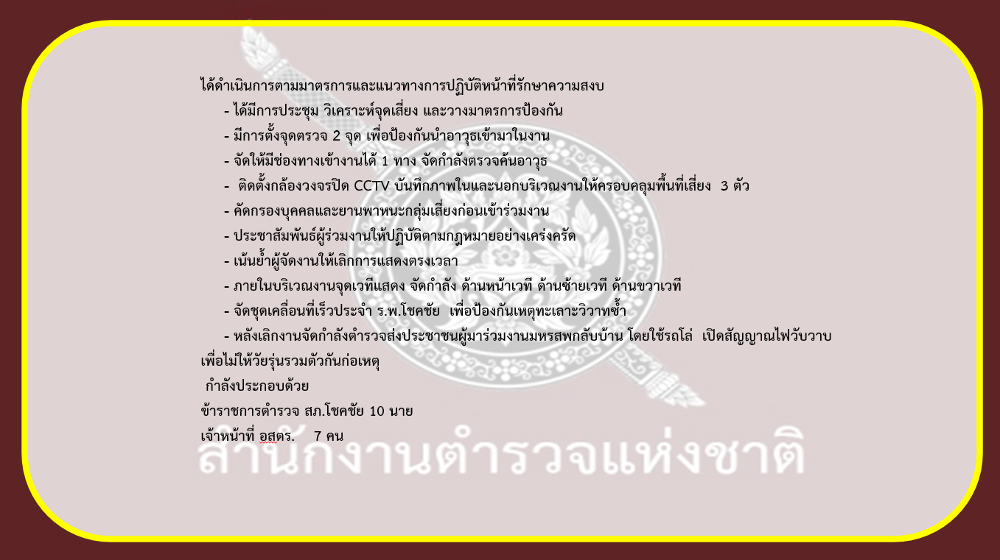 ได้ดำเนินการตามมาตรการและแนวทางการปฏิบัติหน้าที่รักษาความสงบ
- ได้มีการประชุม วิเคราะห์จุดเสี่ยง และวางมาตรการป้องกัน
- มีการตั้งจุดตรวจ 2 จุด เพื่อป้องกันนำอาวุธเข้ามาในงาน
- จัดให้มีช่องทางเข้างานได้ 1 ทาง จัดกำลังตรวจค้นอาวุธ
- ติดตั้งกล้องวงจรปิด CCTV บันทึกภาพในและนอกบริเวณงานให้ครอบคลุมพื้นที่เสี่ยง 3 ตัว
- คัดกรองบุคคลและยานพาหนะกลุ่มเสี่ยงก่อนเข้าร่วมงาน
- ประชาสัมพันธ์ผู้ร่วมงานให้ปฏิบัติตามกฎหมายอย่างเคร่งครัด
- เน้นย้ำผู้จัดงานให้เลิกการแสดงตรงเวลา
- ภายในบริเวณงานจุดเวทีแสดง จัดกำลัง ด้านหน้าเวที ด้านซ้ายเวที ด้านขวาเวที
- จัดชุดเคลื่อนที่เร็วประจำ ร.พ.โชคชัย เพื่อป้องกันเหตุทะเลาะวิวาทซ้ำ
- หลังเลิกงานจัดกำลังตำรวจส่งประชาชนผู้มาร่วมงานมหรสพกลับบ้าน โดยใช้รถโล่ เปิดสัญญาณไฟวับวาบ
เพื่อไม่ให้วัยรุ่นรวมตัวกันก่อเหตุ
กำลังประกอบด้วย
ข้าราชการตำรวจ สภ.โชคชัย 10 นาย
เจ้าหน้าที่ อสตร. 7 คน
สำนักงานตำรวจแห่งชาติ